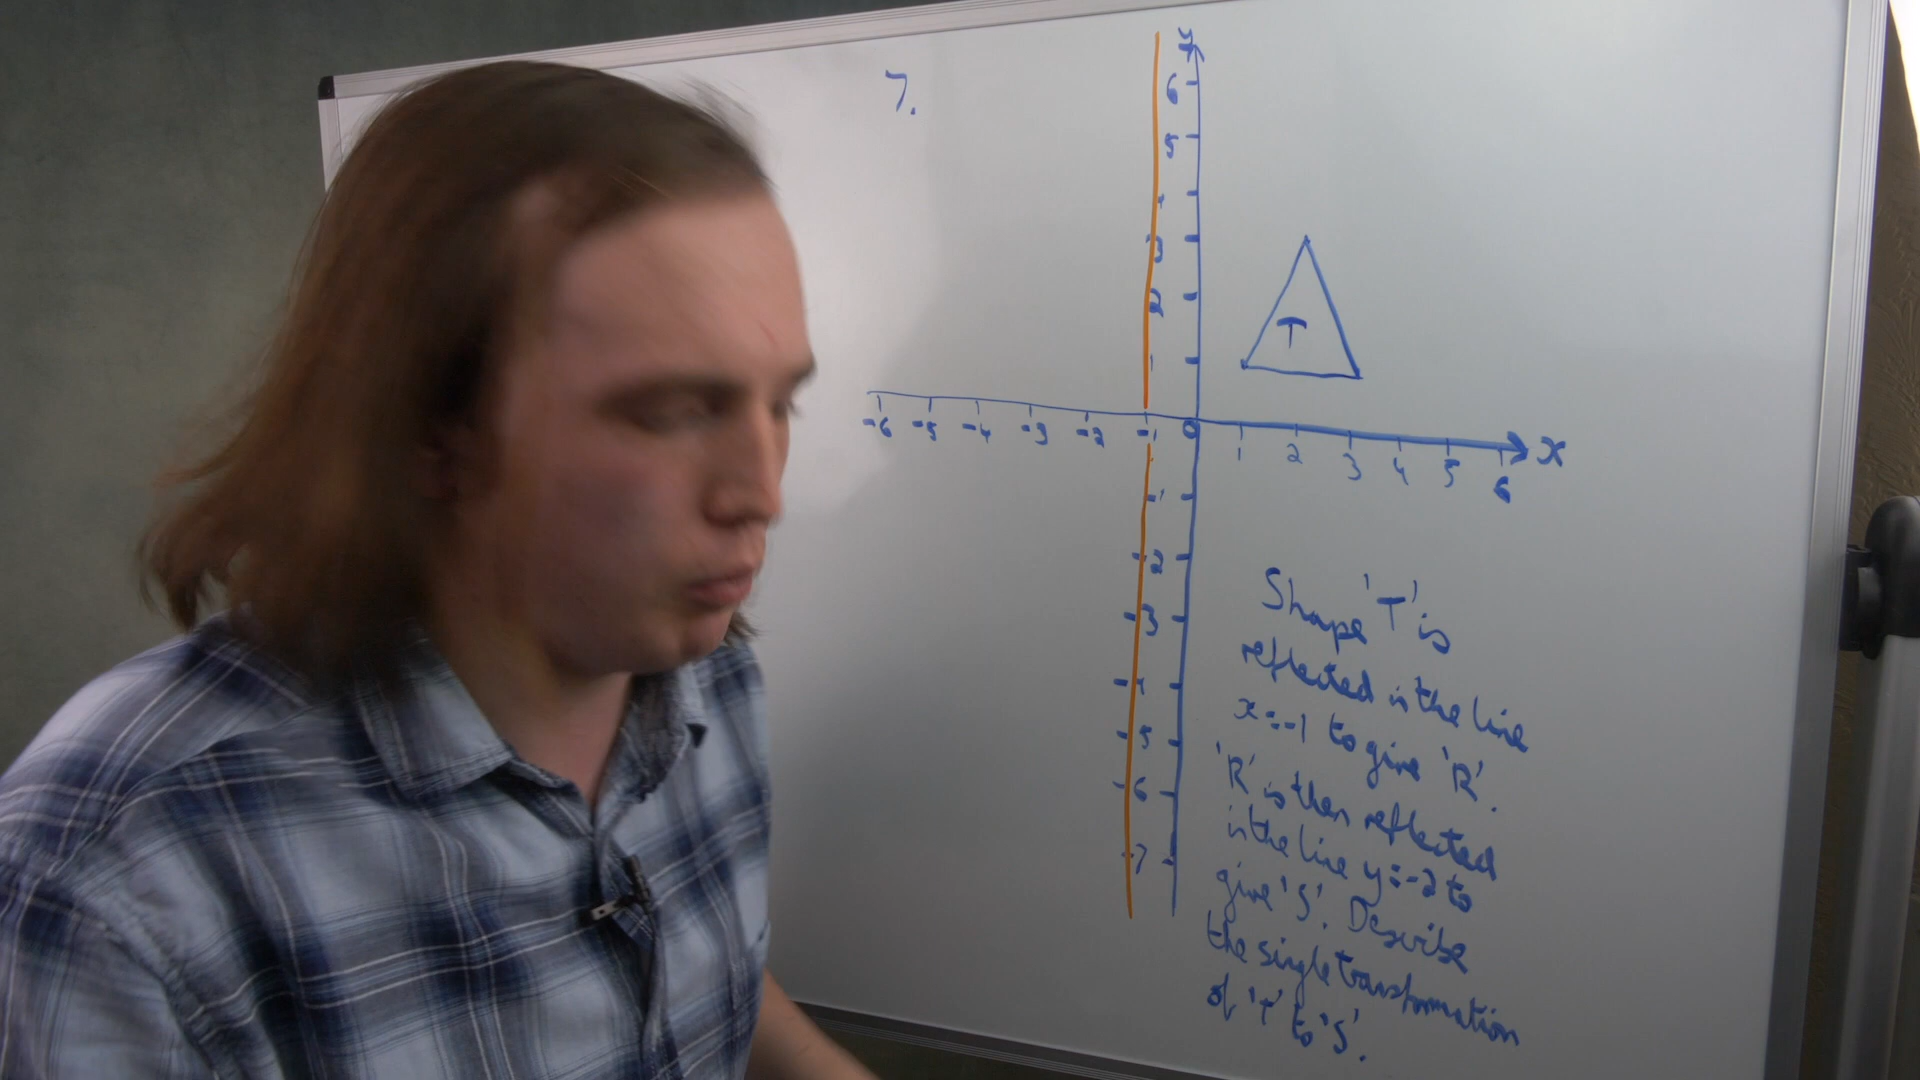 7.
y
6
5
4
3
2
1
-6 -5 -4 -3 -2 -1 0 1 2 3 4 5 6 x
-1
-2
-3
-4
-5
-6
-7
T
Shape 'T' is
reflected in the line
x=-1 to give 'R'.
'R' is then reflected
in the line y=-2 to
give 'S'. Describe
the single transformation
of 'T' to 'S'.